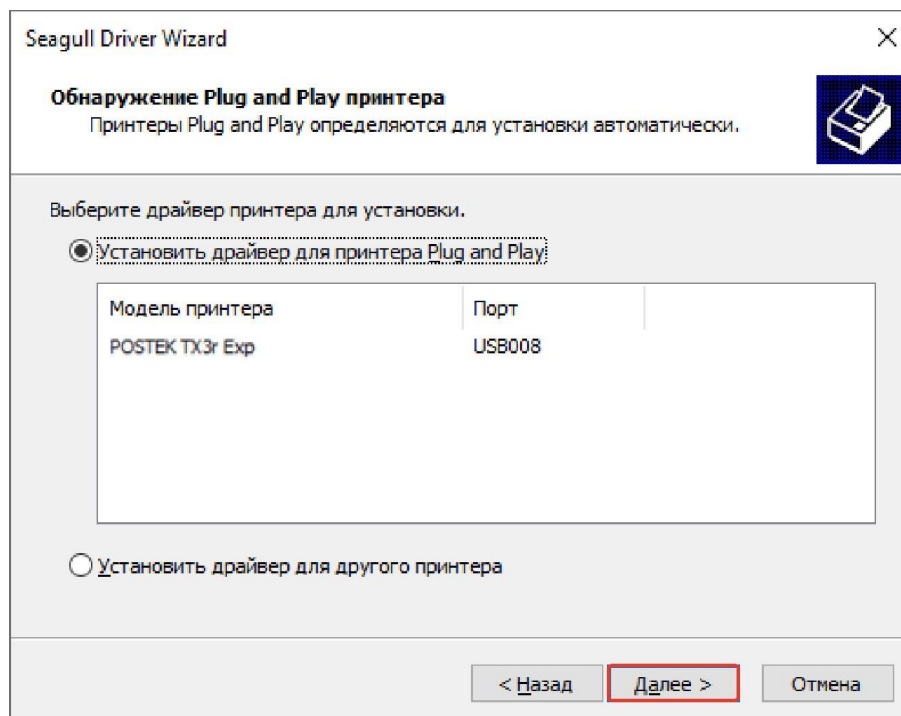 Seagull Driver Wizard
Обнаружение Plug and Play принтера
Принтеры Plug and Play определяются для установки автоматически.
Выберите драйвер принтера для установки.
Установить драйвер для принтера Plug and Play
Модель принтера Порт
POSTEK TX3r Exp USB008
Установить драйвер для другого принтера
< Назад Далее > Отмена